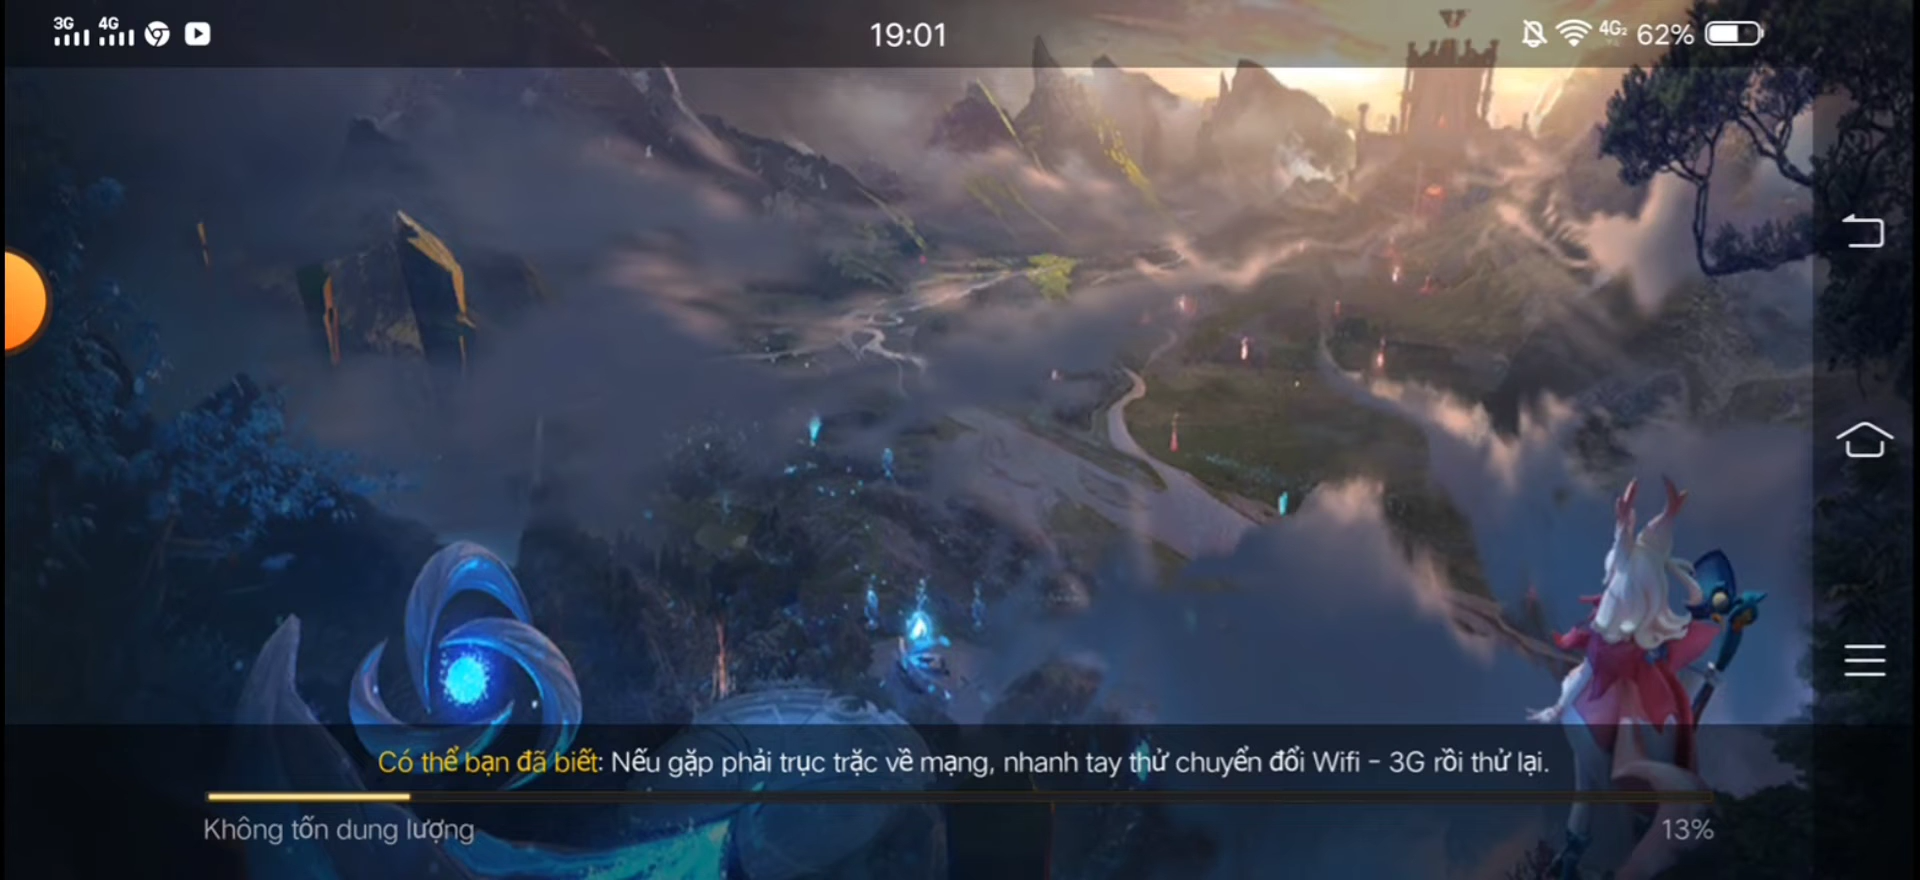 3G 4G 19:01 4G2 62%
Có thể bạn đã biết: Nếu gặp phải trục trặc về mạng, nhanh tay thử chuyển đổi Wifi - 3G rồi thử lại.
Không tốn dung lượng 13%